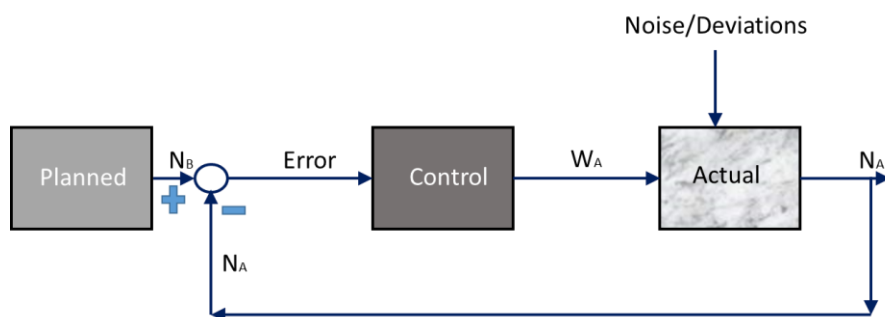 Noise/Deviations
Planned
NB
+
Error
Control
WA
Actual
NA
−
NA